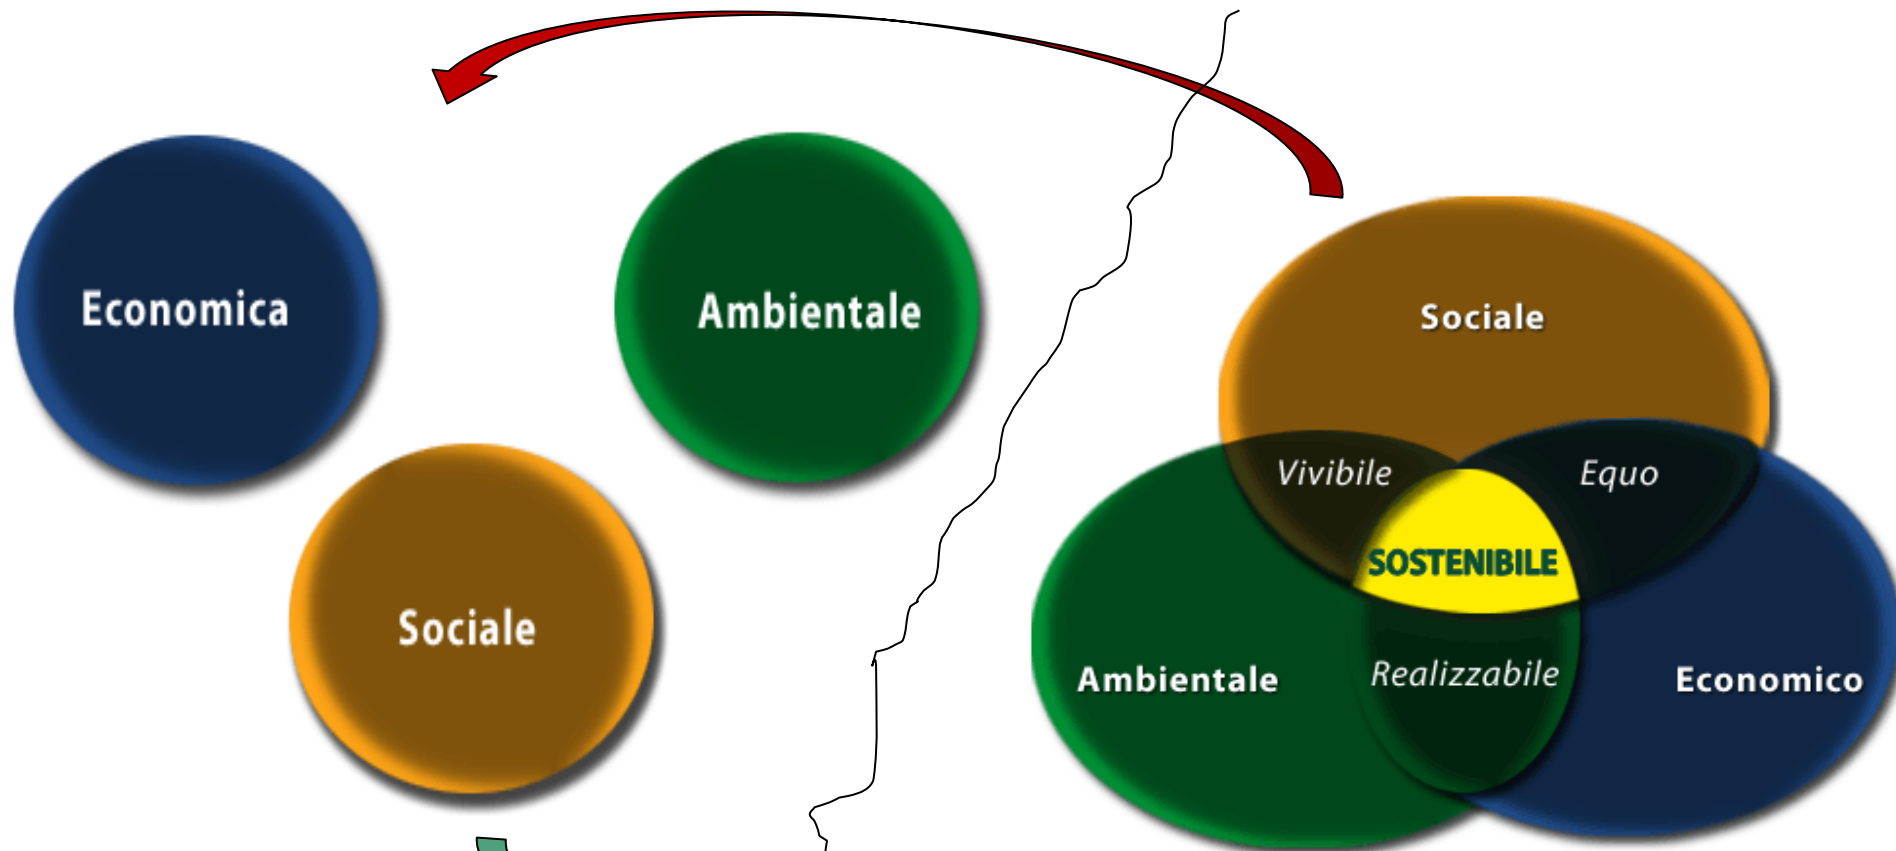 Economica
Ambientale
Sociale
Sociale
Vivibile
Equo
SOSTENIBILE
Ambientale
Realizzabile
Economico